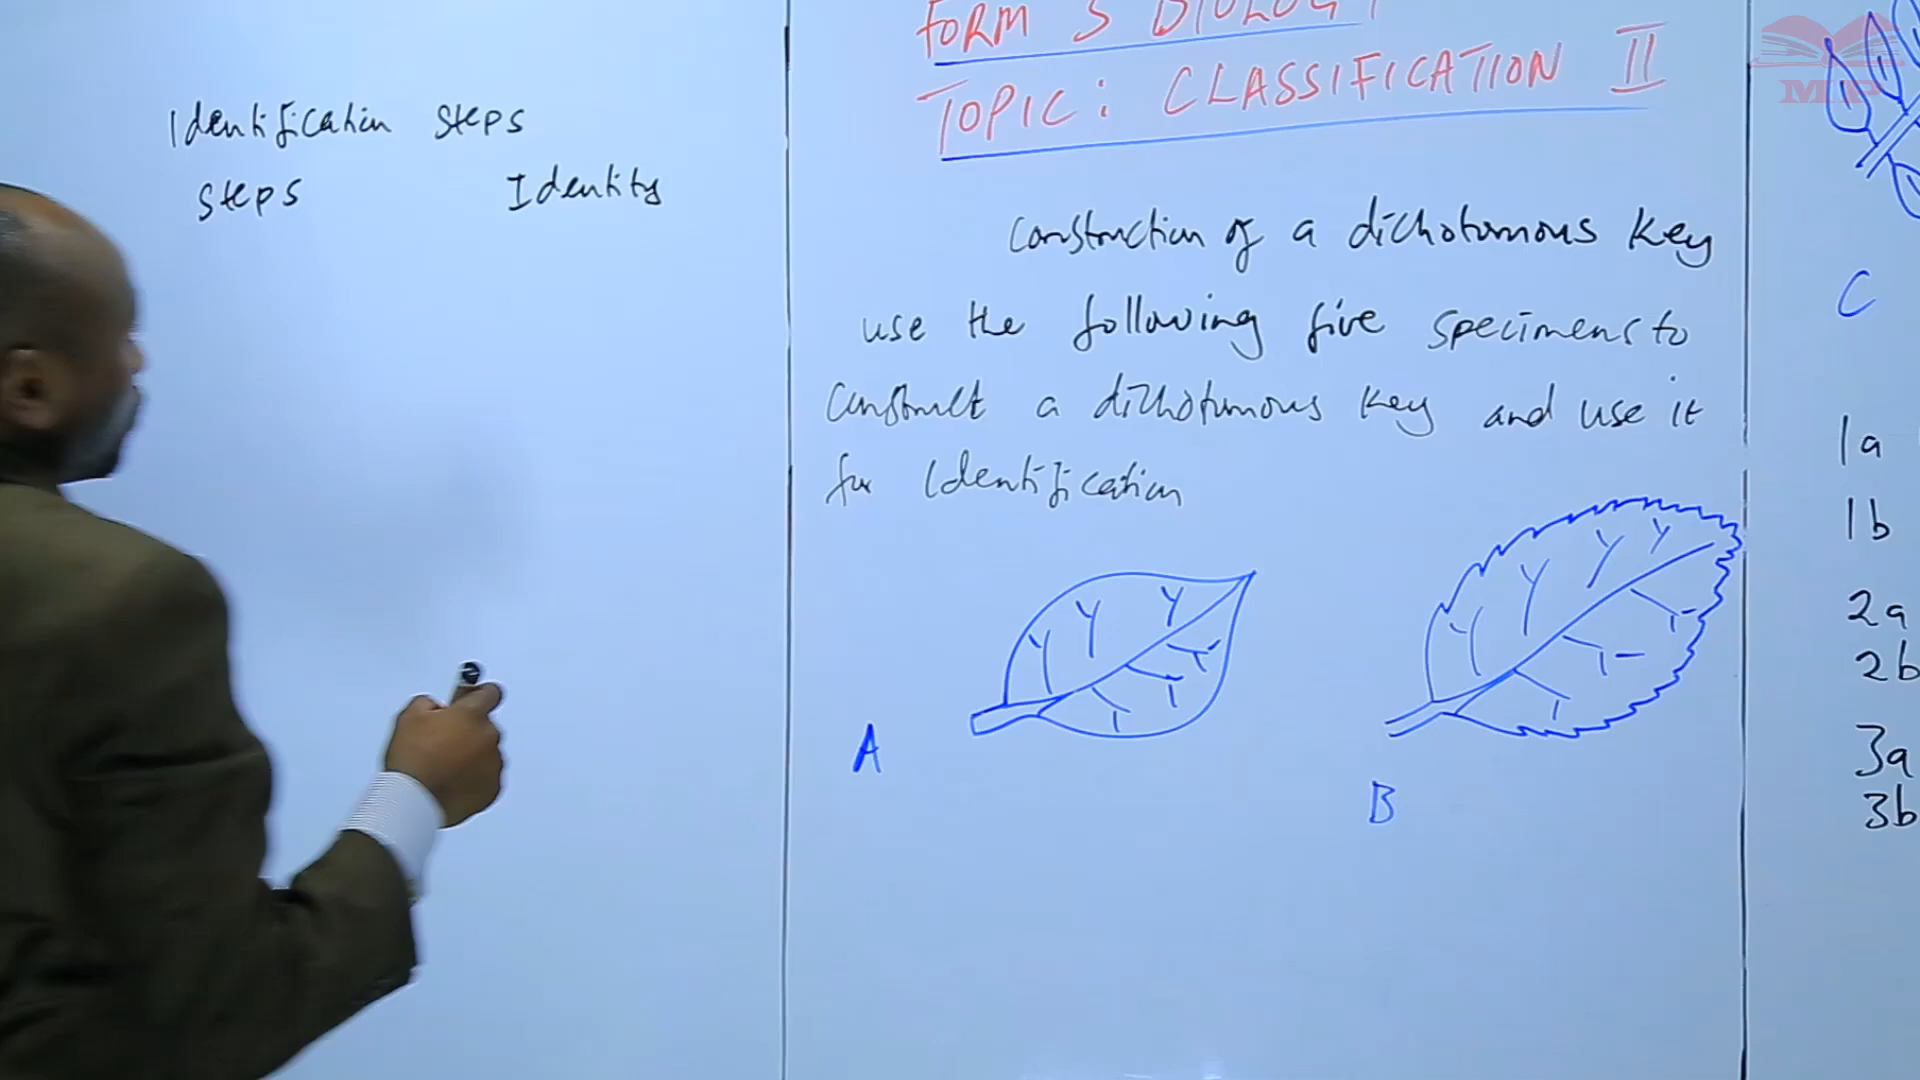 Identification steps
steps Identity
FORM 3 BIOLOGY
TOPIC: CLASSIFICATION II
Construction of a dichotomous key
use the following five specimens to
Construct a dichotomous key and use it
for Identification
A
B
C
1a
1b
2a
2b
3a
3b
MP